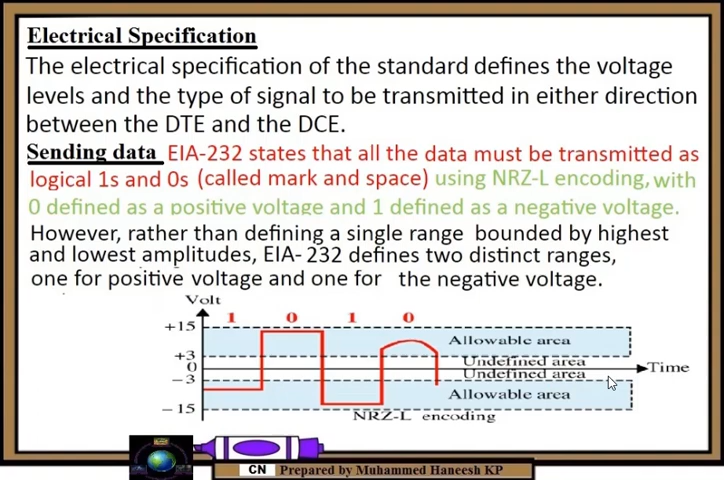 Electrical Specification
The electrical specification of the standard defines the voltage
levels and the type of signal to be transmitted in either direction
between the DTE and the DCE.
Sending data EIA-232 states that all the data must be transmitted as
logical 1s and 0s (called mark and space) using NRZ-L encoding, with
0 defined as a positive voltage and 1 defined as a negative voltage.
However, rather than defining a single range bounded by highest
and lowest amplitudes, EIA-232 defines two distinct ranges,
one for positive voltage and one for the negative voltage.
Volt
1 0 1 0
+15
Allowable area
+3
Undefined area
0
Time
Undefined area
-3
Allowable area
-15
NRZ-L encoding
CN Prepared by Muhammed Haneesh KP